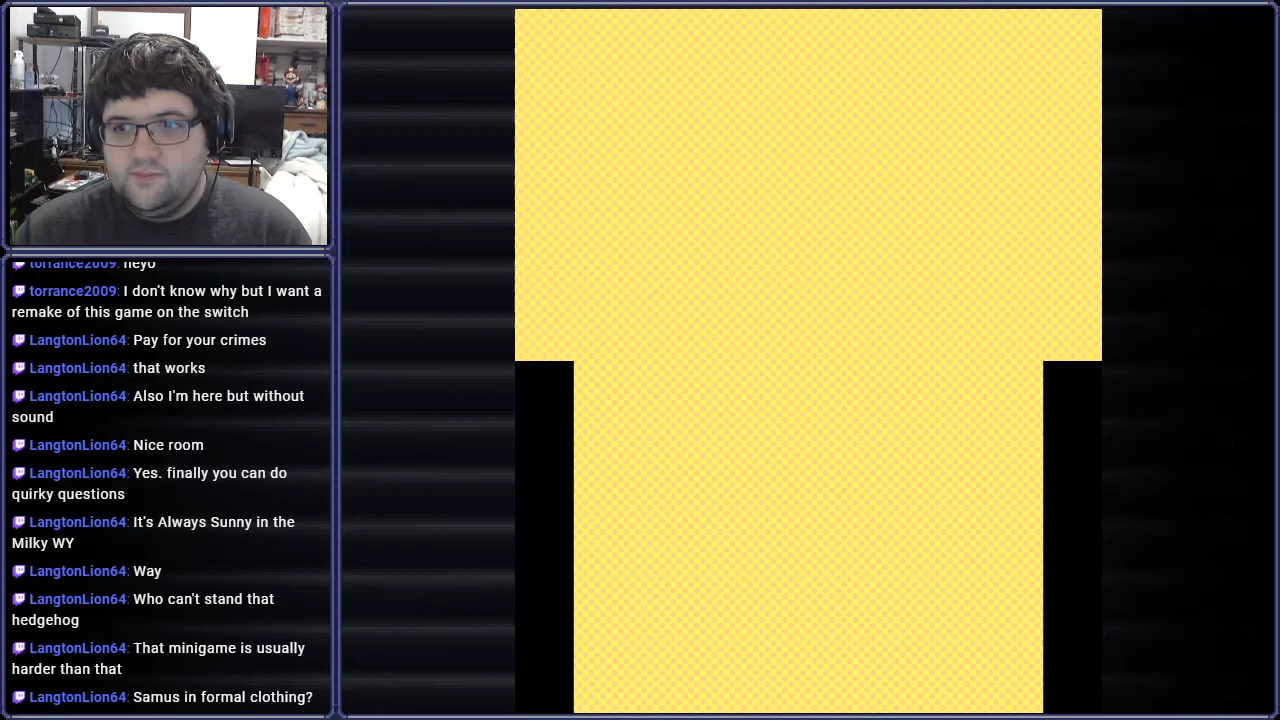 torrance2009: heyo
torrance2009: I don't know why but I want a
remake of this game on the switch
LangtonLion64: Pay for your crimes
LangtonLion64: that works
LangtonLion64: Also I'm here but without
sound
LangtonLion64: Nice room
LangtonLion64: Yes. finally you can do
quirky questions
LangtonLion64: It's Always Sunny in the
Milky WY
LangtonLion64: Way
LangtonLion64: Who can't stand that
hedgehog
LangtonLion64: That minigame is usually
harder than that
LangtonLion64: Samus in formal clothing?